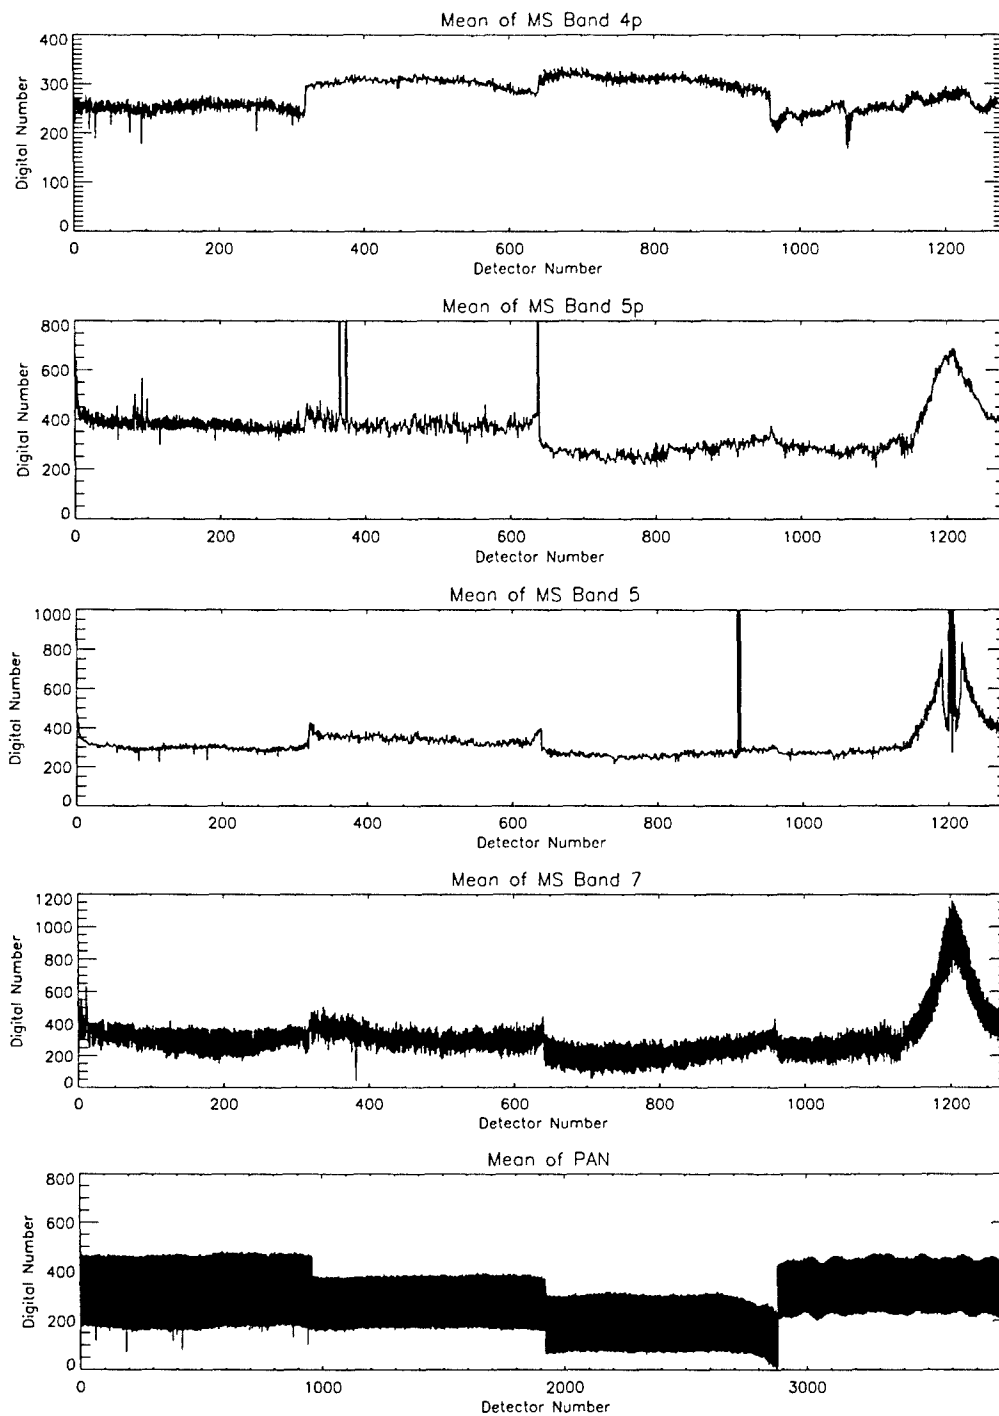 Mean of MS Band 4p
400
300
200
100
0
Digital Number
0 200 400 600 800 1000 1200
Detector Number
Mean of MS Band 5p
800
600
400
200
0
Digital Number
0 200 400 600 800 1000 1200
Detector Number
Mean of MS Band 5
1000
800
600
400
200
0
Digital Number
0 200 400 600 800 1000 1200
Detector Number
Mean of MS Band 7
1200
1000
800
600
400
200
0
Digital Number
0 200 400 600 800 1000 1200
Detector Number
Mean of PAN
800
600
400
200
0
Digital Number
0 1000 2000 3000
Detector Number